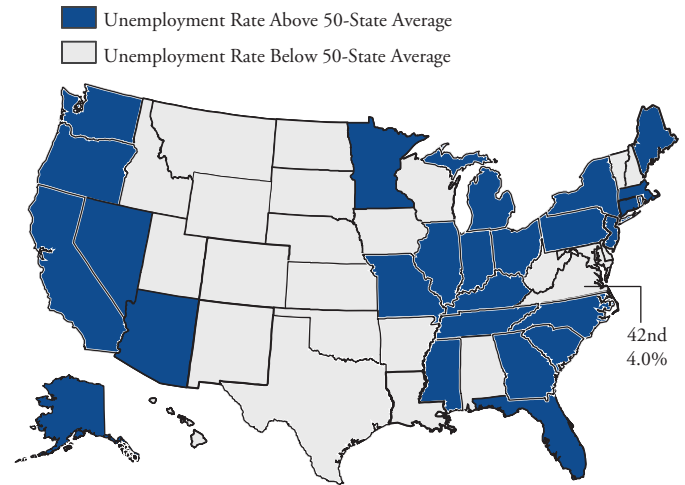 Unemployment Rate Above 50-State Average
Unemployment Rate Below 50-State Average
42nd
4.0%